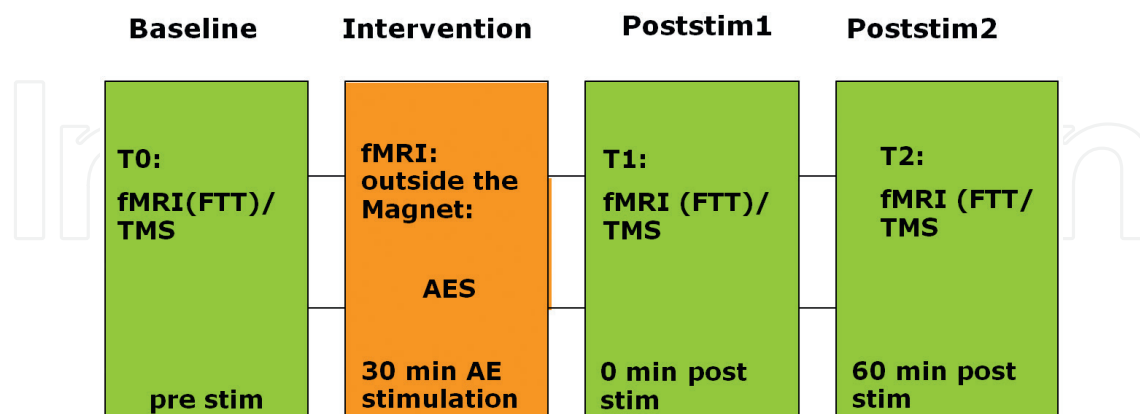 Baseline
Intervention
Poststim1
Poststim2
T0:
fMRI(FTT)/
TMS
pre stim
fMRI:
outside the
Magnet:
AES
30 min AE
stimulation
T1:
fMRI (FTT)/
TMS
0 min post
stim
T2:
fMRI (FTT/
TMS
60 min post
stim